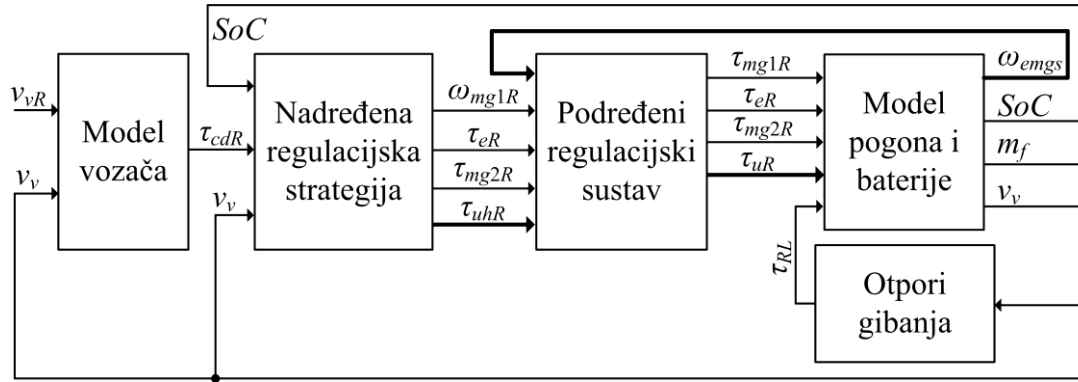 SoC
v_vR
v_v
Model
vozača
τ_cdR
v_v
Nadređena
regulacijska
strategija
ω_mg1R
τ_eR
τ_mg2R
τ_uhR
Podređeni
regulacijski
sustav
τ_mg1R
τ_eR
τ_mg2R
τ_uR
τ_RL
Model
pogona i
baterije
ω_emgs
SoC
m_f
v_v
Otpori
gibanja